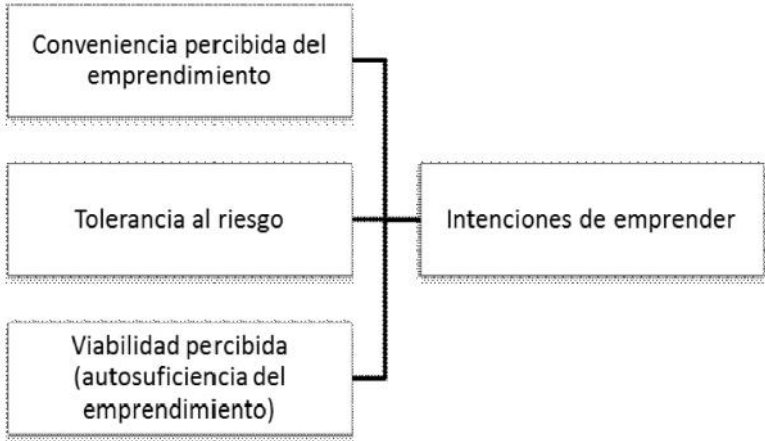 Conveniencia percibida del
emprendimiento
Tolerancia al riesgo
Intenciones de emprender
Viabilidad percibida
(autosuficiencia del
emprendimiento)